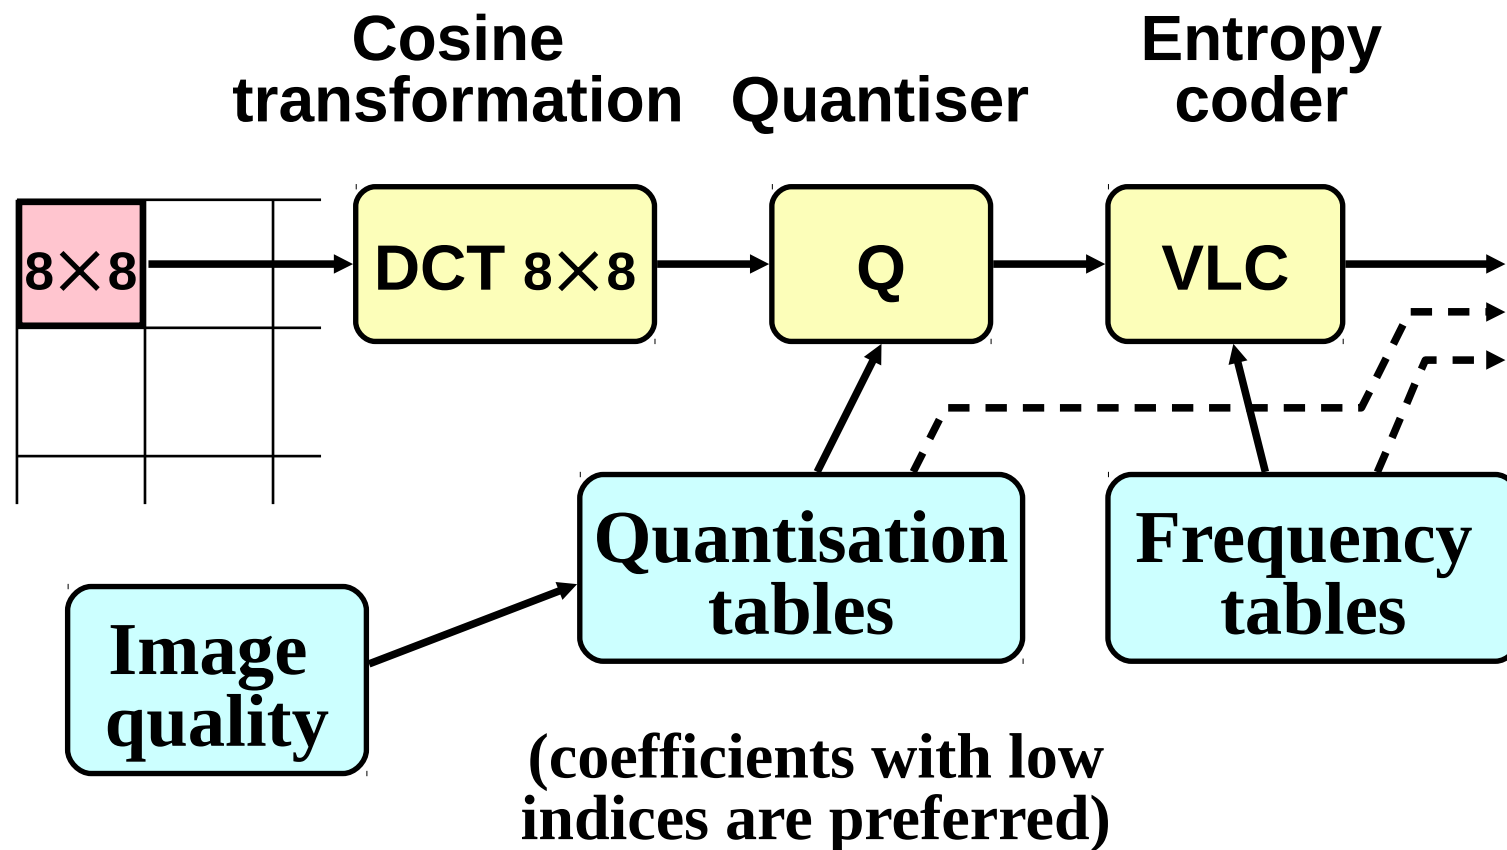 Cosine
transformation
Quantiser
Entropy
coder
8×8
DCT 8×8
Q
VLC
Quantisation
tables
Frequency
tables
Image
quality
(coefficients with low
indices are preferred)